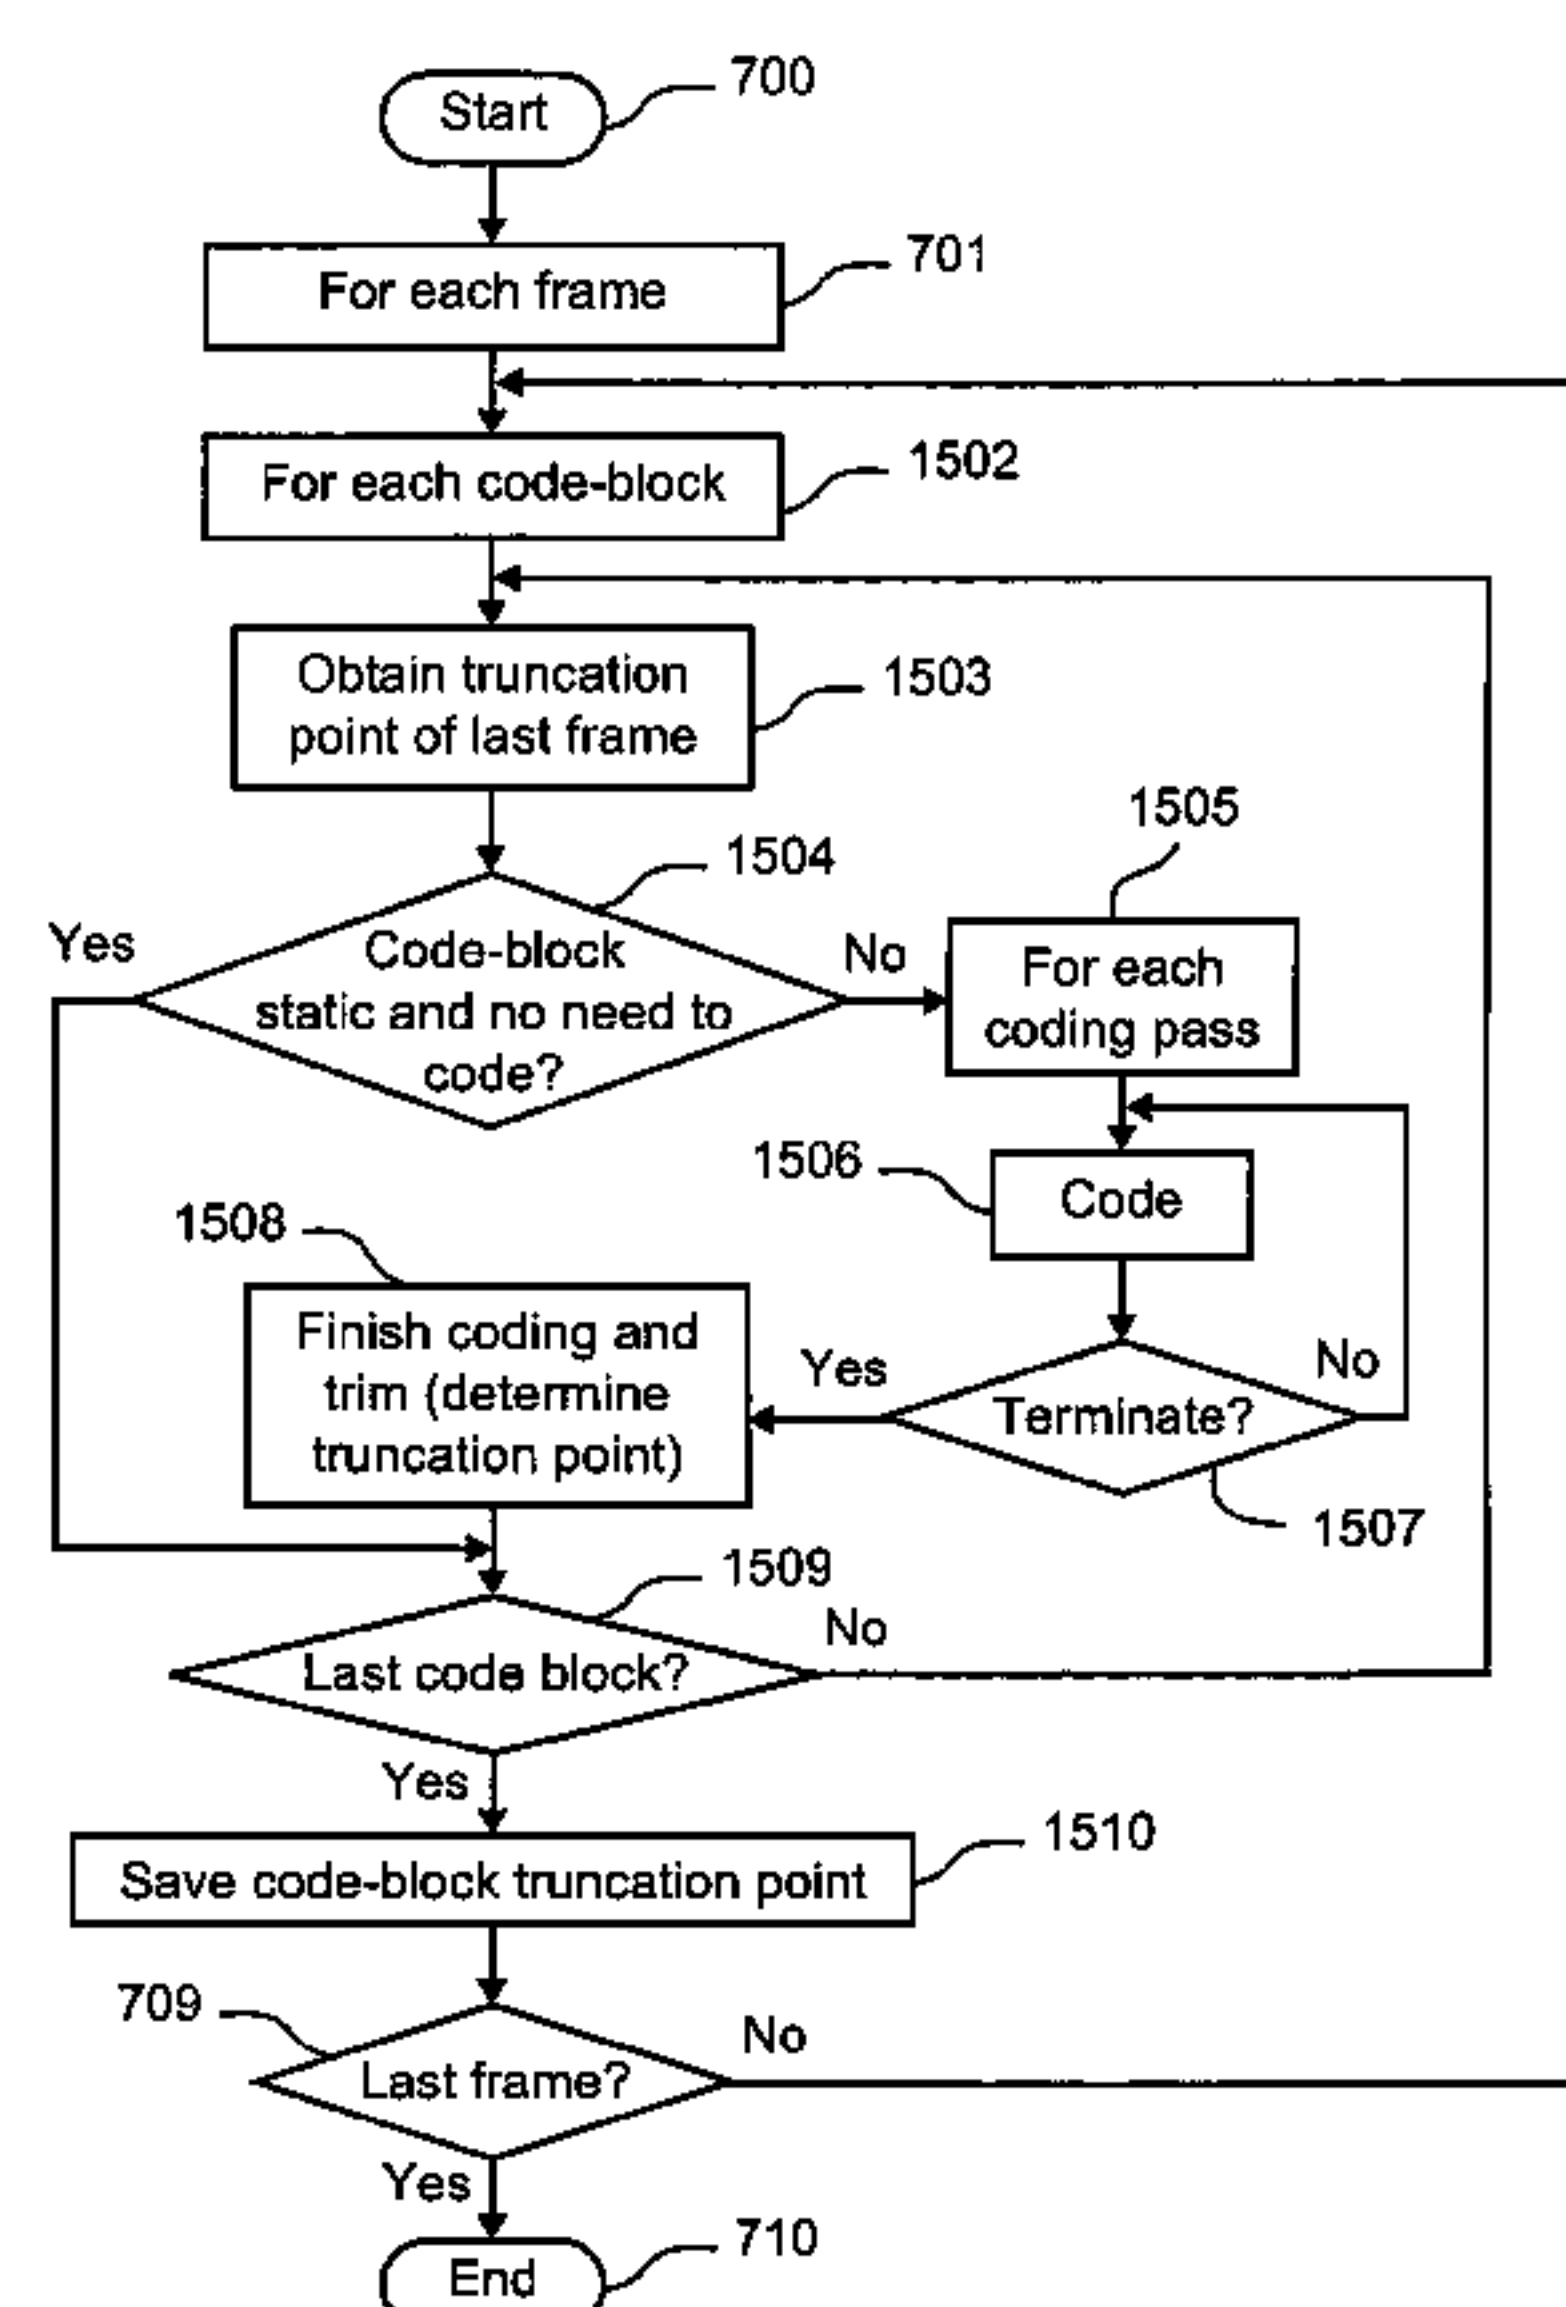 Start
700
For each frame
701
For each code-block
1502
Obtain truncation
point of last frame
1503
1504
Yes
Code-block
static and no need to
code?
No
1505
For each
coding pass
1506
Code
1508
Finish coding and
trim (determine
truncation point)
Yes
Terminate?
No
1507
1509
Last code block?
No
Yes
Save code-block truncation point
1510
709
Last frame?
No
Yes
End
710